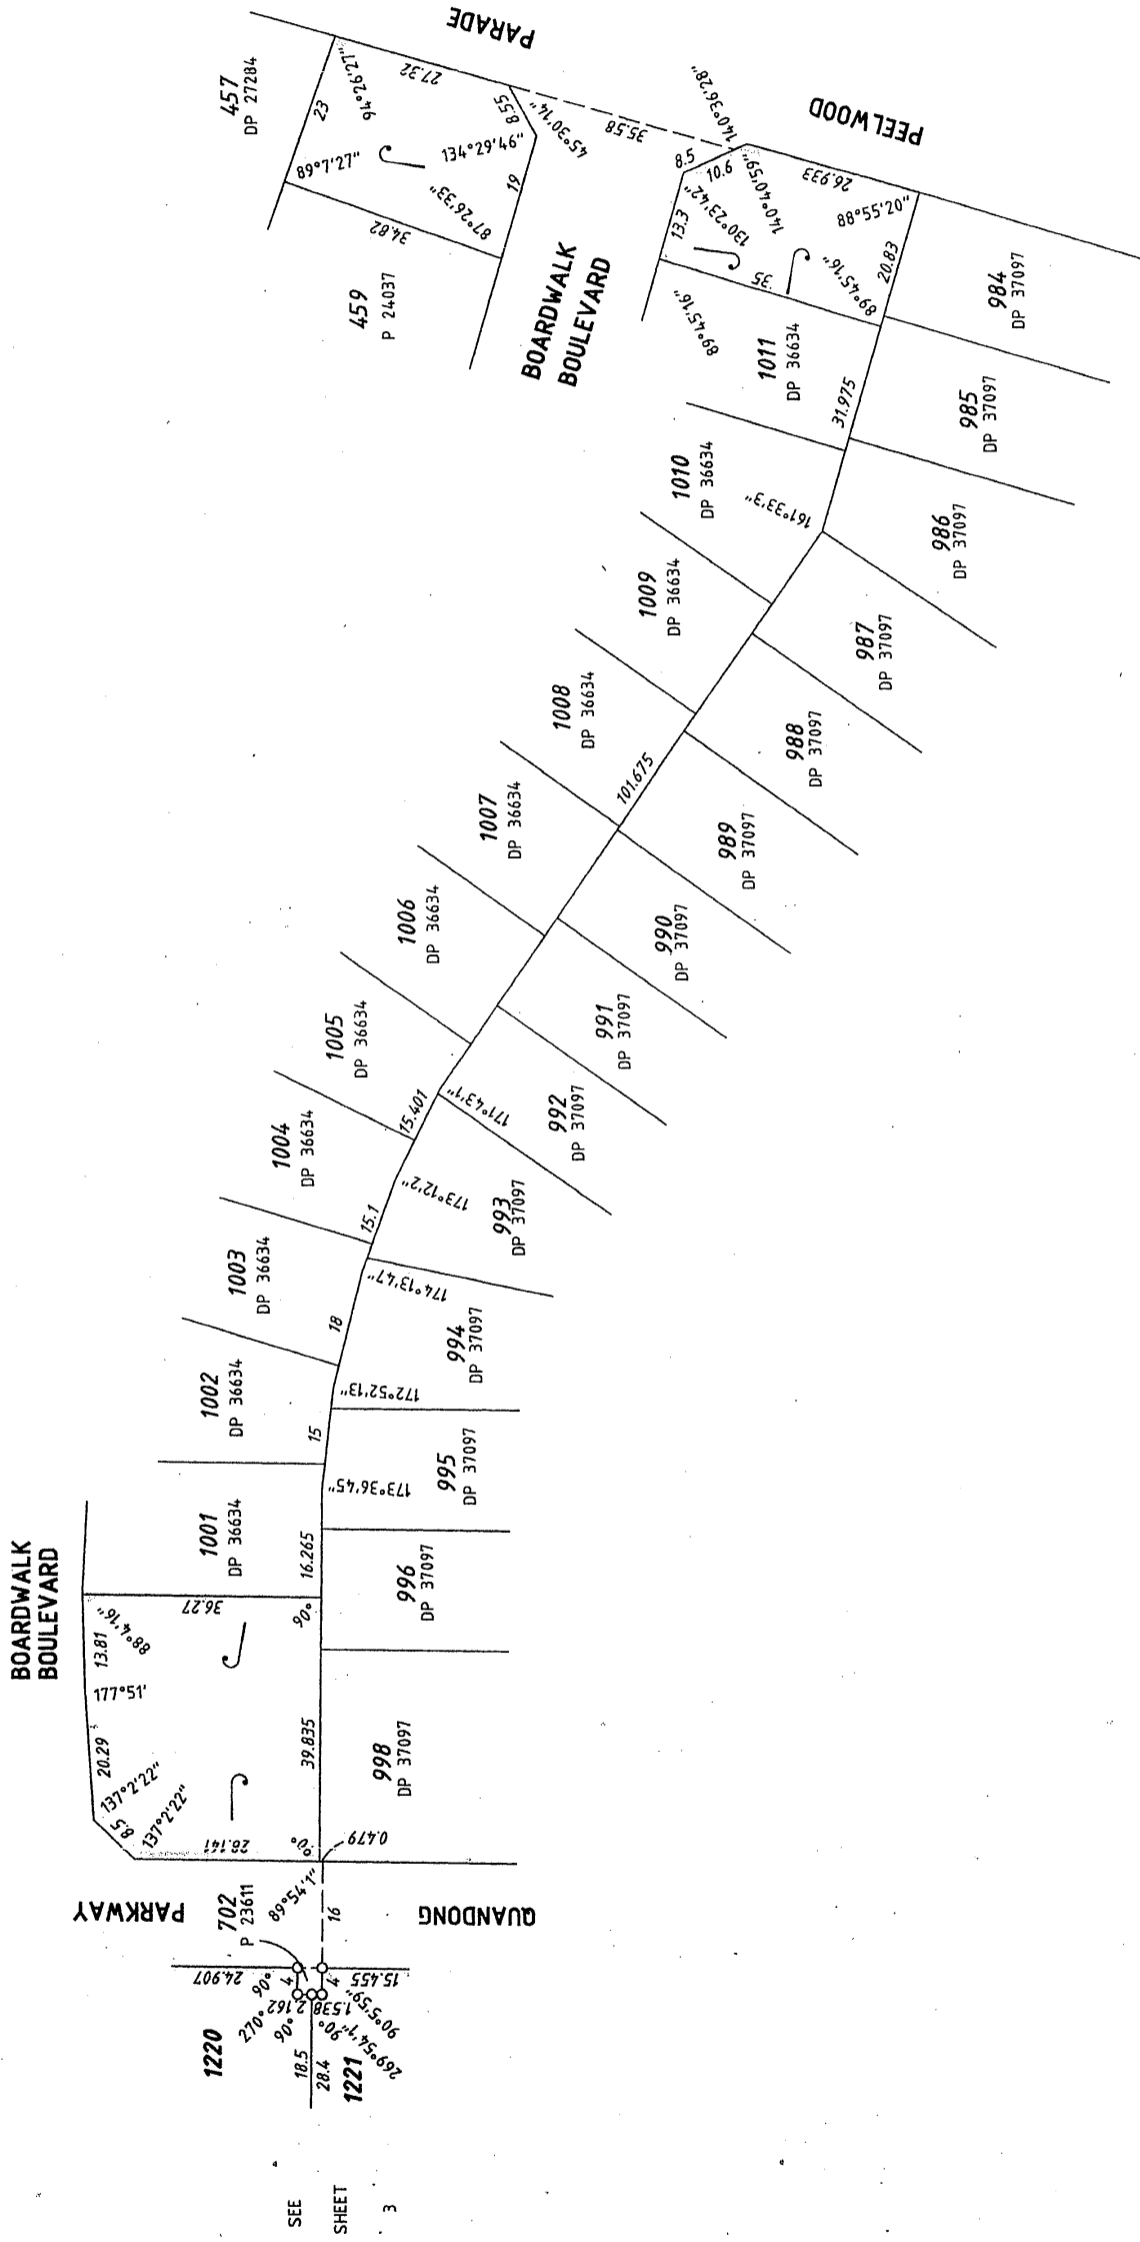 PARADE
457
DP 27284
23
94°26'27"
27.32
89°7'27"
134°29'46"
8.55
45°30'14"
87°26'33"
19
34.82
459
P 24037
35.58
BOARDWALK
BOULEVARD
PEELWOOD
140°36'28"
8.5
10.6
13.3
130°23'42"
140°40'59"
26.933
88°55'20"
35
89°45'16"
89°45'16"
20.83
984
DP 37097
1011
DP 36634
31.975
985
DP 37097
1010
DP 36634
161°33'3"
986
DP 37097
1009
DP 36634
987
DP 37097
1008
DP 36634
101.675
988
DP 37097
1007
DP 36634
989
DP 37097
1006
DP 36634
990
DP 37097
1005
DP 36634
991
DP 37097
15.401
171°43'1"
992
DP 37097
1004
DP 36634
15.1
173°12'2"
993
DP 37097
1003
DP 36634
18
174°13'47"
994
DP 37097
1002
DP 36634
15
172°52'13"
995
DP 37097
173°36'45"
1001
DP 36634
16.265
996
DP 37097
BOARDWALK
BOULEVARD
88°4'16"
13.81
36.27
90°
177°51'
20.29
137°2'22"
8.5
137°2'22"
28.141
39.835
90°
998
DP 37097
0.479
PARKWAY
702
P 23611
89°54'1"
16
QUANDONG
24.907
90°
4
4
15.455
270°
2.162
1.538
90°5'59"
90°
90°
269°54'1"
1220
18.5
28.4
1221
SEE
SHEET
3